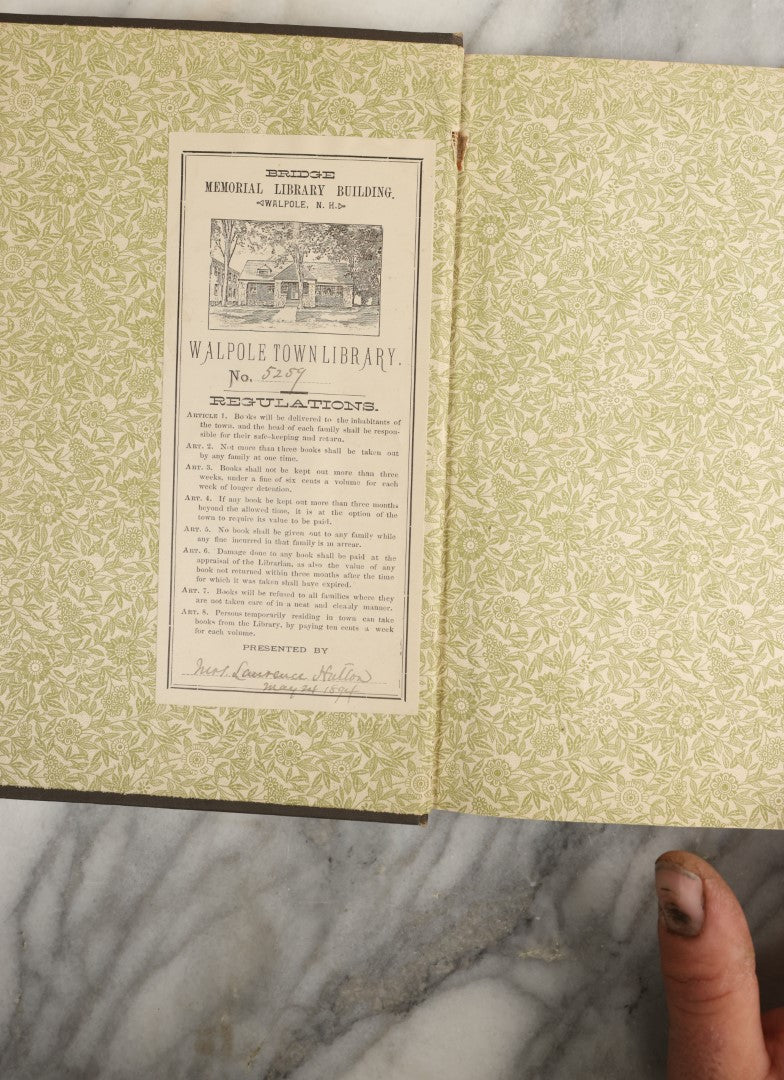 BRIDGE
MEMORIAL LIBRARY BUILDING,
WALPOLE, N. H.
WALPOLE TOWN LIBRARY.
No. 5259
REGULATIONS.
ARTICLE 1. Books will be delivered to the inhabitants of
the town, and the head of each family shall be respon-
sible for their safe-keeping and return.
ART. 2. Not more than three books shall be taken out
by any family at one time.
ART. 3. Books shall not be kept out more than three
weeks, under a fine of six cents a volume for each
week of longer detention.
ART. 4. If any book be kept out more than three months
beyond the allowed time, it is at the option of the
town to require its value to be paid.
ART. 5. No book shall be given out to any family while
any fine incurred in that family is in arrear.
ART. 6. Damage done to any book shall be paid at the
appraisal of the Librarian, as also the value of any
book not returned within three months after the time
for which it was taken shall have expired.
ART. 7. Books will be refused to all families where they
are not taken care of in a neat and cleanly manner.
ART. 8. Persons temporarily residing in town can take
books from the Library, by paying ten cents a week
for each volume.
PRESENTED BY
Mrs. Lawrence Hutton
May 24 1894